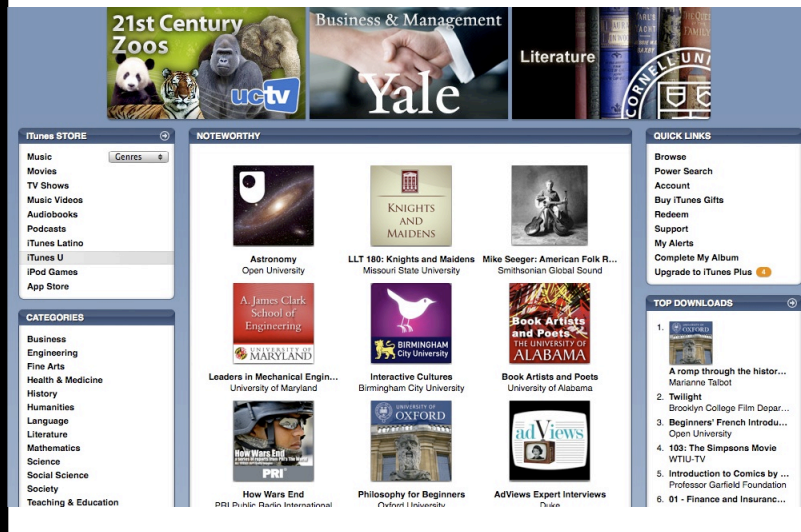 21st Century
Zoos
uctv
Business & Management
Yale
Literature
CORNELL UNI
iTunes STORE
Music
Genres
Movies
TV Shows
Music Videos
Audiobooks
Podcasts
iTunes Latino
iTunes U
iPod Games
App Store
CATEGORIES
Business
Engineering
Fine Arts
Health & Medicine
History
Humanities
Language
Literature
Mathematics
Science
Social Science
Society
Teaching & Education
NOTEWORTHY
Astronomy
Open University
KNIGHTS
AND
MAIDENS
LLT 180: Knights and Maidens
Missouri State University
Mike Seeger: American Folk R...
Smithsonian Global Sound
A. James Clark
School of
Engineering
UNIVERSITY OF
MARYLAND
Leaders in Mechanical Engin...
University of Maryland
BIRMINGHAM
City University
Interactive Cultures
Birmingham City University
Book Artists
and Poets
THE UNIVERSITY OF
ALABAMA
Book Artists and Poets
University of Alabama
How Wars End
PRI
How Wars End
PRI Public Radio International
UNIVERSITY OF
OXFORD
Philosophy for Beginners
Oxford University
adViews
AdViews Expert Interviews
Duke
QUICK LINKS
Browse
Power Search
Account
Buy iTunes Gifts
Redeem
Support
My Alerts
Complete My Album
Upgrade to iTunes Plus 4
TOP DOWNLOADS
1.
OXFORD
A romp through the histor...
Marianne Talbot
2. Twilight
Brooklyn College Film Depar...
3. Beginners' French Introdu...
Open University
4. 103: The Simpsons Movie
WTIU-TV
5. Introduction to Comics by ...
Professor Garfield Foundation
6. 01 - Finance and Insuranc...